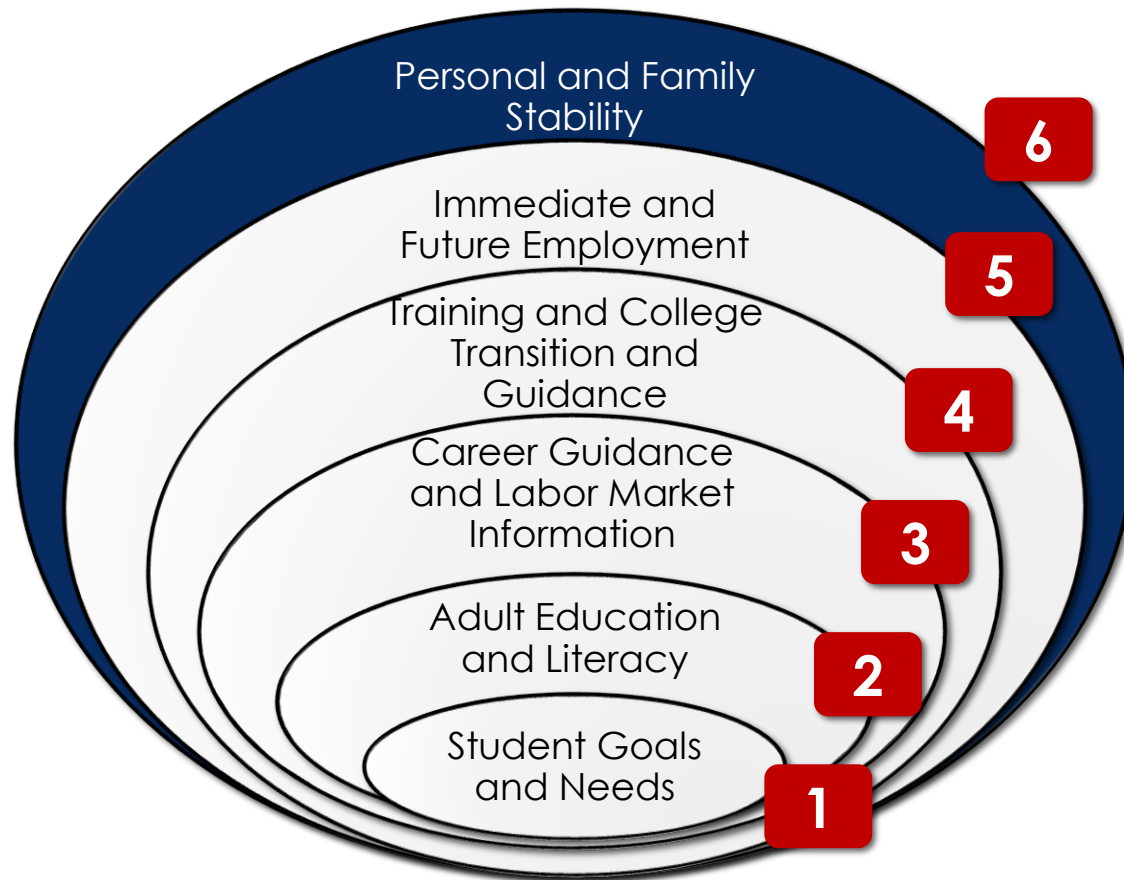 Personal and Family
Stability
6
Immediate and
Future Employment
5
Training and College
Transition and
Guidance
4
Career Guidance
and Labor Market
Information
3
Adult Education
and Literacy
2
Student Goals
and Needs
1